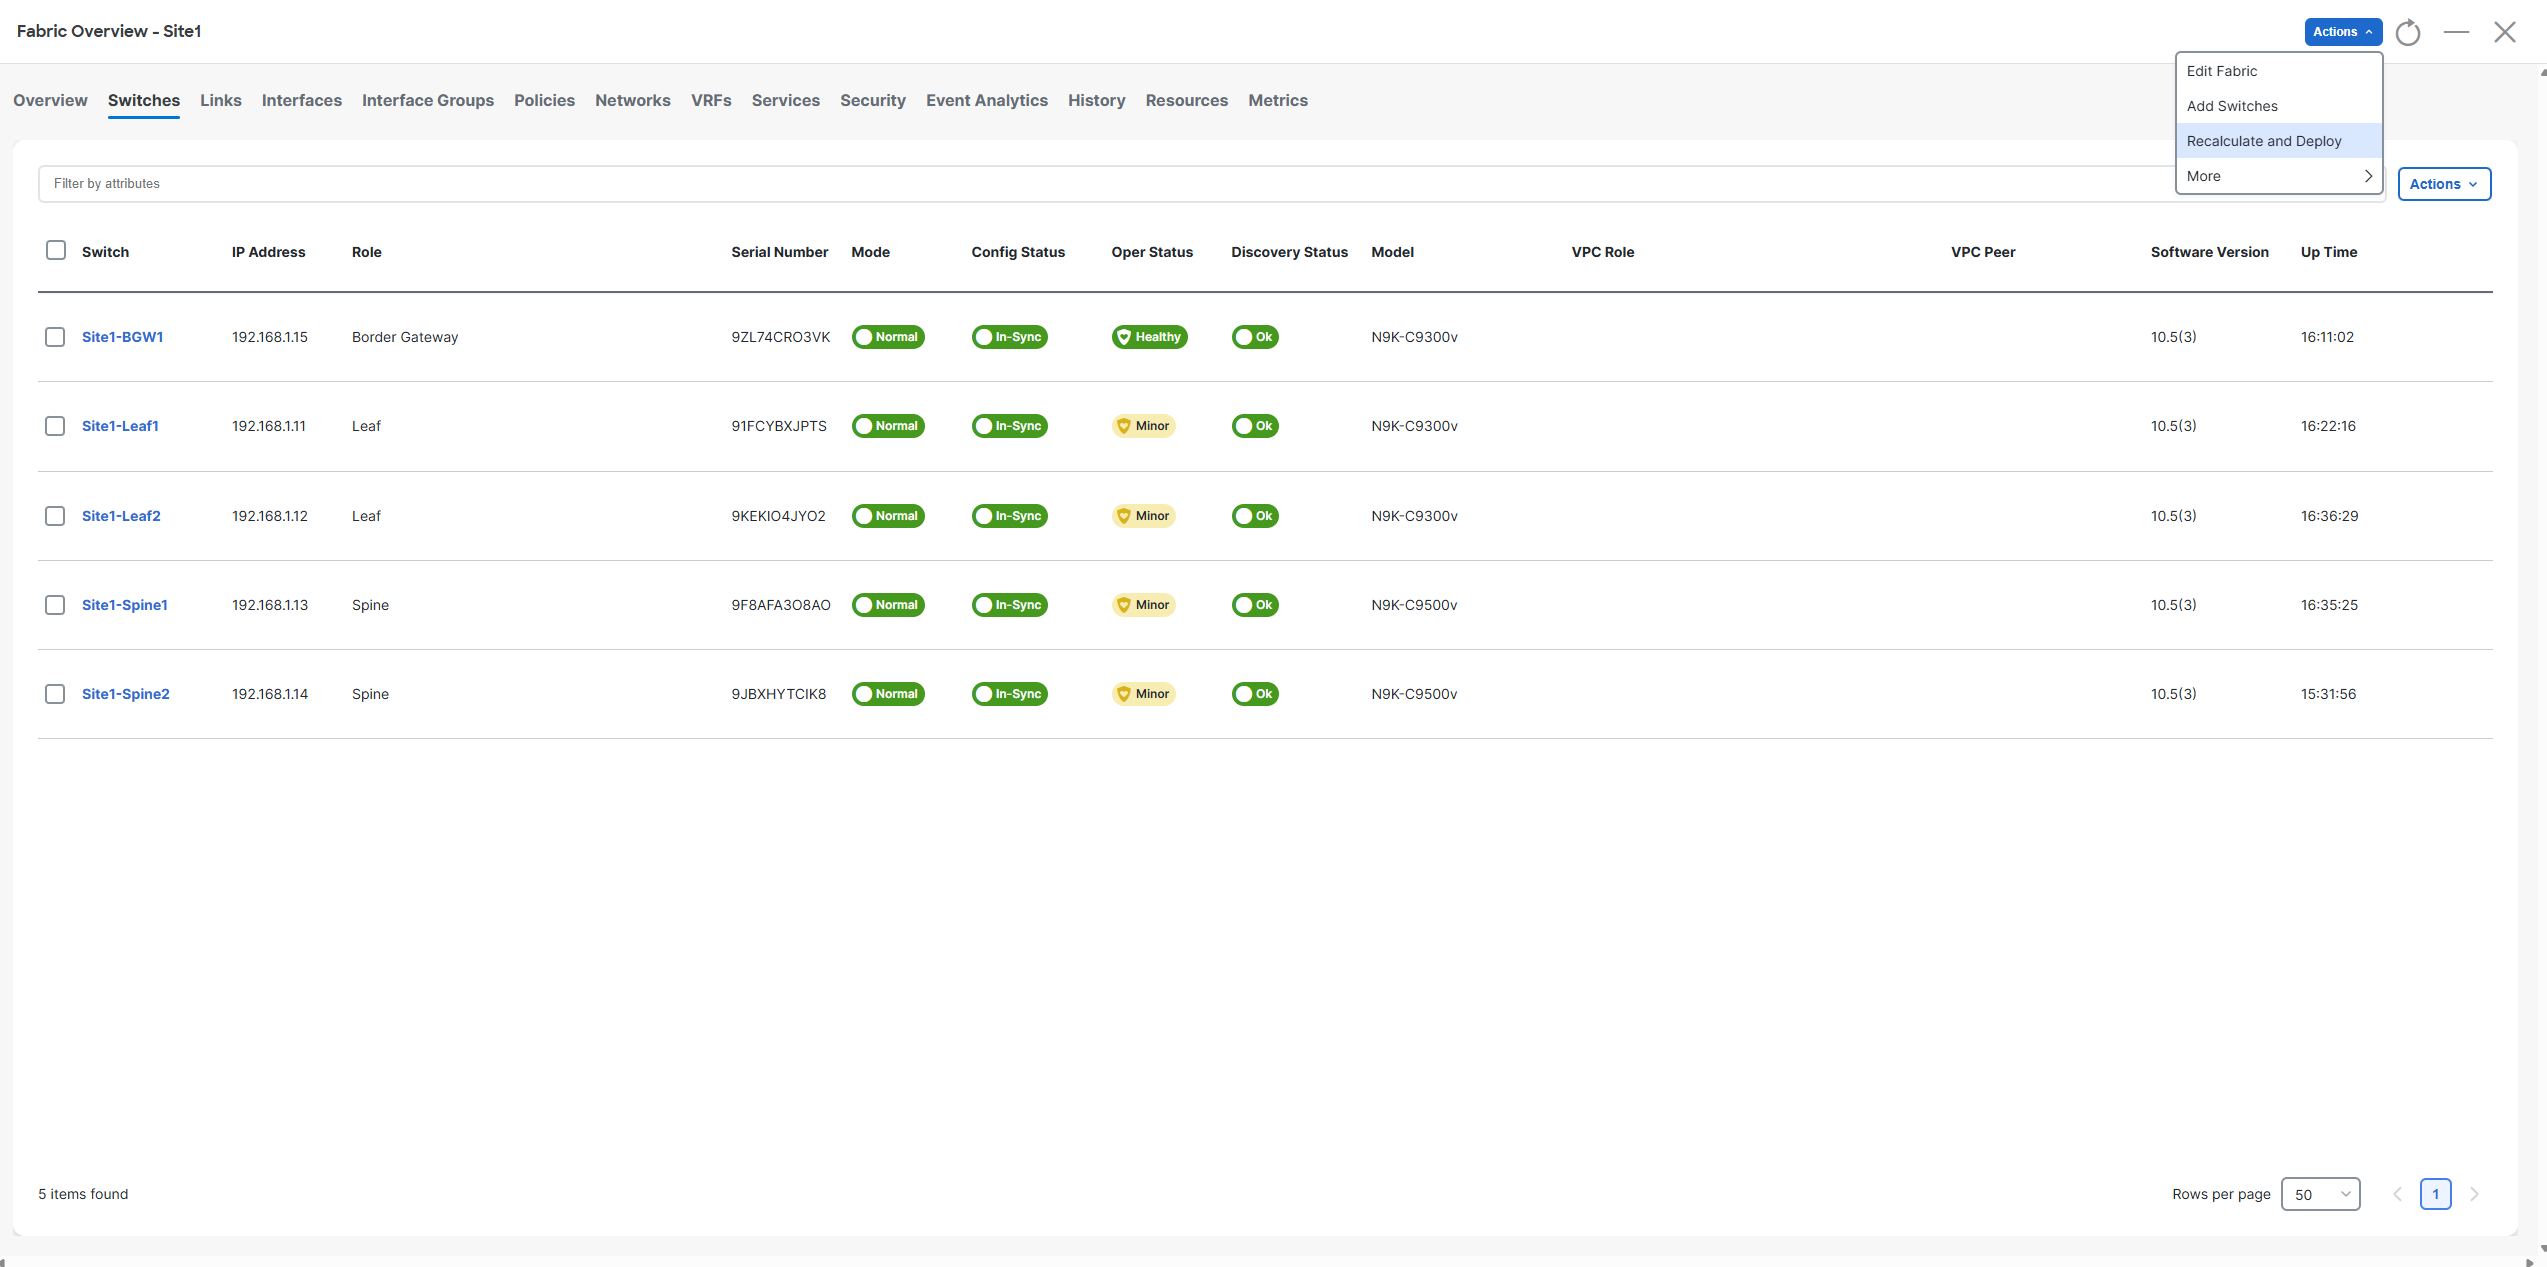 Fabric Overview - Site1
Actions
Edit Fabric
Add Switches
Recalculate and Deploy
More
Overview Switches Links Interfaces Interface Groups Policies Networks VRFs Services Security Event Analytics History Resources Metrics
Filter by attributes
Actions
Switch IP Address Role Serial Number Mode Config Status Oper Status Discovery Status Model VPC Role VPC Peer Software Version Up Time
Site1-BGW1 192.168.1.15 Border Gateway 9ZL74CRO3VK Normal In-Sync Healthy Ok N9K-C9300v 10.5(3) 16:11:02
Site1-Leaf1 192.168.1.11 Leaf 91FCYBXJPTS Normal In-Sync Minor Ok N9K-C9300v 10.5(3) 16:22:16
Site1-Leaf2 192.168.1.12 Leaf 9KEKIO4JYO2 Normal In-Sync Minor Ok N9K-C9300v 10.5(3) 16:36:29
Site1-Spine1 192.168.1.13 Spine 9F8AFA3O8AO Normal In-Sync Minor Ok N9K-C9500v 10.5(3) 16:35:25
Site1-Spine2 192.168.1.14 Spine 9JBXHYTCIK8 Normal In-Sync Minor Ok N9K-C9500v 10.5(3) 15:31:56
5 items found
Rows per page 50 1